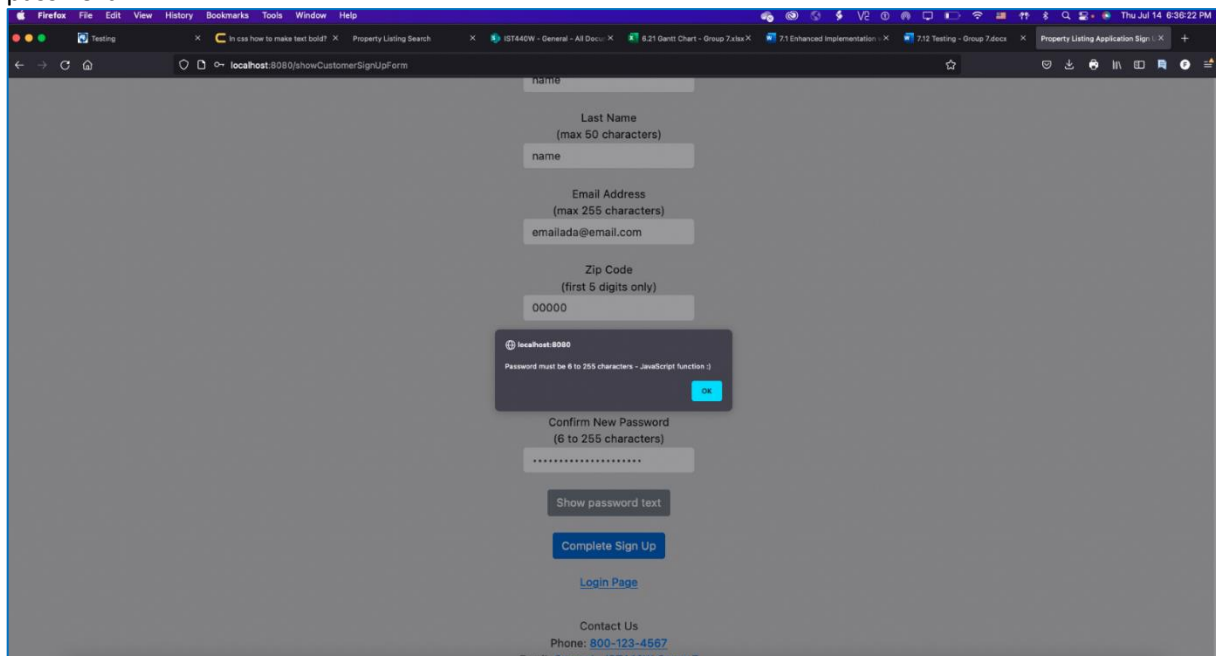 Firefox File Edit View History Bookmarks Tools Window Help Thu Jul 14 6:36:22 PM
Testing In css how to make text bold? Property Listing Search IST440W - General - All Docu 6.21 Gantt Chart - Group 7.xlsx 7.1 Enhanced Implementation 7.12 Testing - Group 7.docx Property Listing Application Sign
localhost:8080/showCustomerSignUpForm
name
Last Name
(max 50 characters)
name
Email Address
(max 255 characters)
emailada@email.com
Zip Code
(first 5 digits only)
00000
localhost:8080
Password must be 6 to 255 characters - JavaScript function :)
OK
Confirm New Password
(6 to 255 characters)
Show password text
Complete Sign Up
Login Page
Contact Us
Phone: 800-123-4567